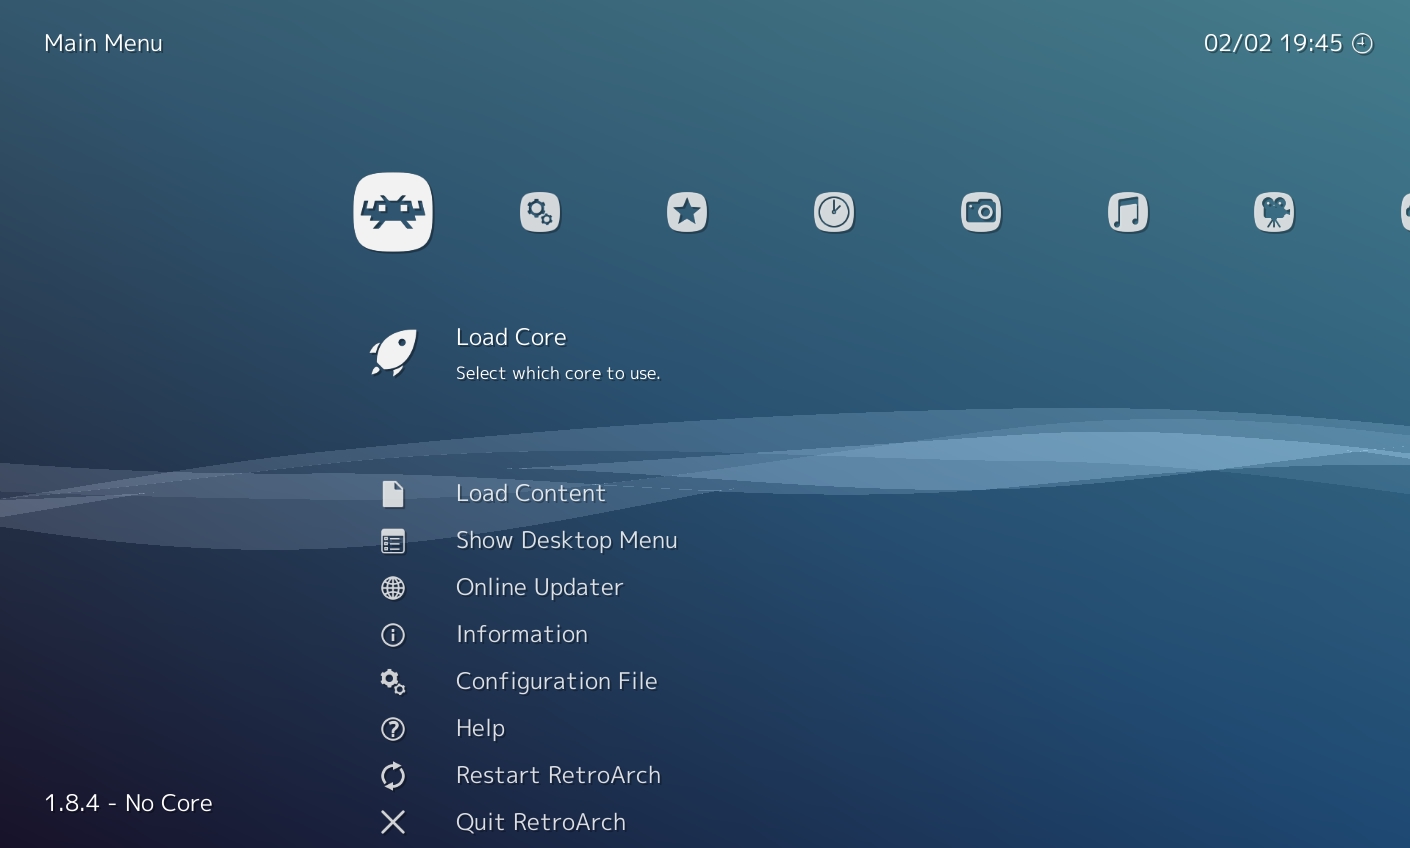 Main Menu
02/02 19:45
Load Core
Select which core to use.
Load Content
Show Desktop Menu
Online Updater
Information
Configuration File
Help
Restart RetroArch
Quit RetroArch
1.8.4 - No Core